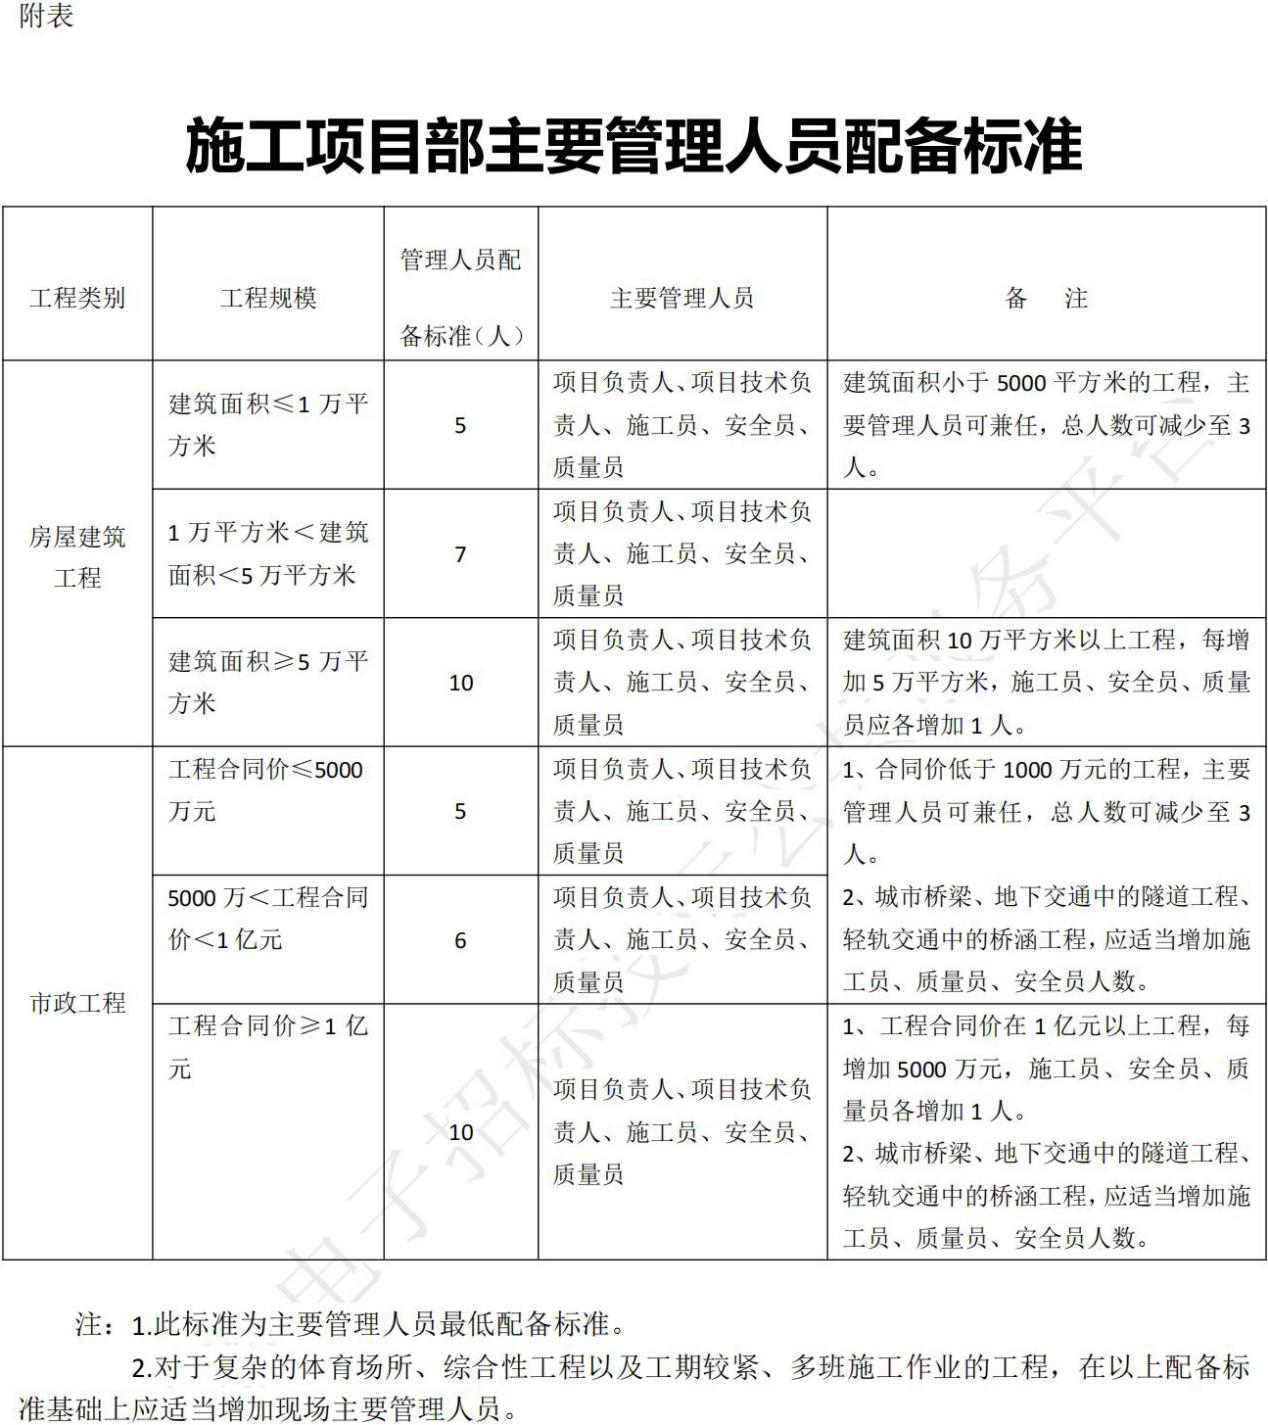 附表
施工项目部主要管理人员配备标准
工程类别
工程规模
管理人员配
备标准（人）
主要管理人员
备 注
房屋建筑
工程
建筑面积≤1 万平
方米
5
项目负责人、项目技术负
责人、施工员、安全员、
质量员
建筑面积小于 5000 平方米的工程，主
要管理人员可兼任，总人数可减少至 3
人。
1 万平方米＜建筑
面积＜5 万平方米
7
项目负责人、项目技术负
责人、施工员、安全员、
质量员
建筑面积≥5 万平
方米
10
项目负责人、项目技术负
责人、施工员、安全员、
质量员
建筑面积 10 万平方米以上工程，每增
加 5 万平方米，施工员、安全员、质量
员应各增加 1 人。
市政工程
工程合同价≤5000
万元
5
项目负责人、项目技术负
责人、施工员、安全员、
质量员
1、合同价低于 1000 万元的工程，主要
管理人员可兼任，总人数可减少至 3
人。
2、城市桥梁、地下交通中的隧道工程、
轻轨交通中的桥涵工程，应适当增加施
工员、质量员、安全员人数。
5000 万＜工程合同
价＜1 亿元
6
项目负责人、项目技术负
责人、施工员、安全员、
质量员
工程合同价≥1 亿
元
10
项目负责人、项目技术负
责人、施工员、安全员、
质量员
1、工程合同价在 1 亿元以上工程，每
增加 5000 万元，施工员、安全员、质
量员各增加 1 人。
2、城市桥梁、地下交通中的隧道工程、
轻轨交通中的桥涵工程，应适当增加施
工员、质量员、安全员人数。
注：1.此标准为主要管理人员最低配备标准。
2.对于复杂的体育场所、综合性工程以及工期较紧、多班施工作业的工程，在以上配备标
准基础上应适当增加现场主要管理人员。